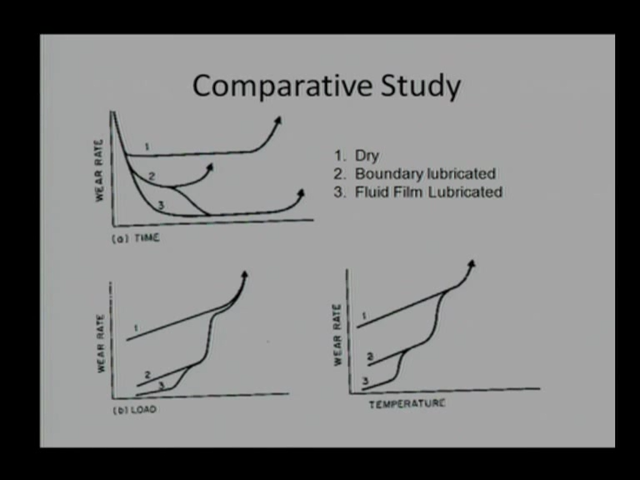 Comparative Study
WEAR RATE
1
2
3
(a) TIME
1. Dry
2. Boundary lubricated
3. Fluid Film Lubricated
WEAR RATE
1
2
3
(b) LOAD
WEAR RATE
1
2
3
TEMPERATURE